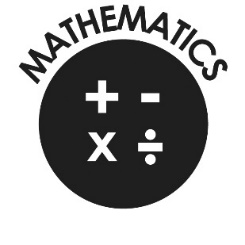 MATHEMATICS
+ -
x ÷